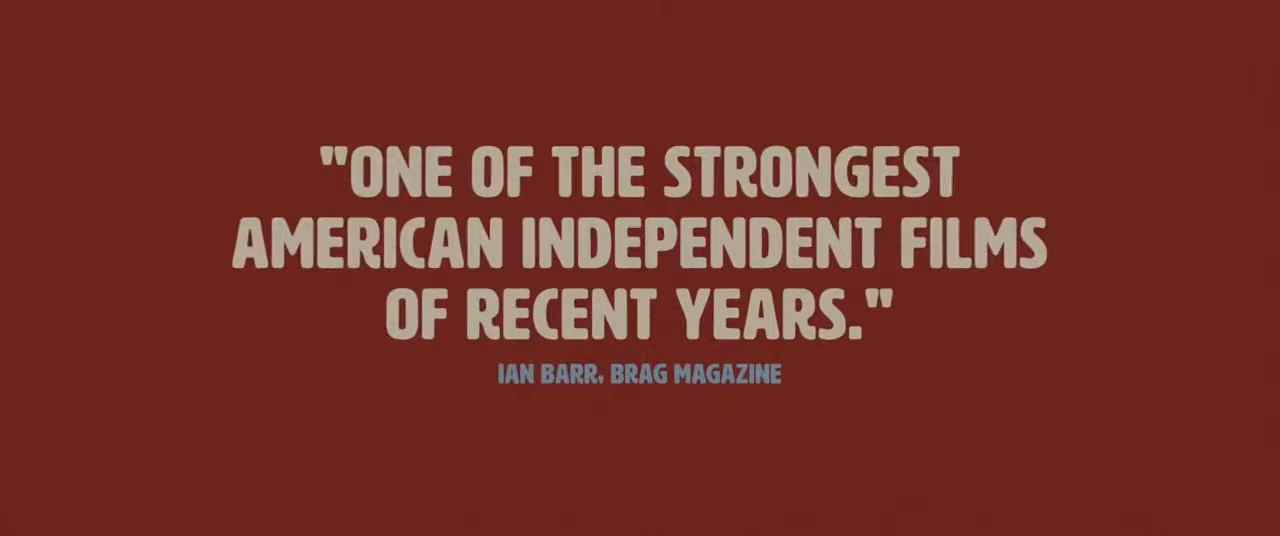 "ONE OF THE STRONGEST
AMERICAN INDEPENDENT FILMS
OF RECENT YEARS."
IAN BARR, BRAG MAGAZINE